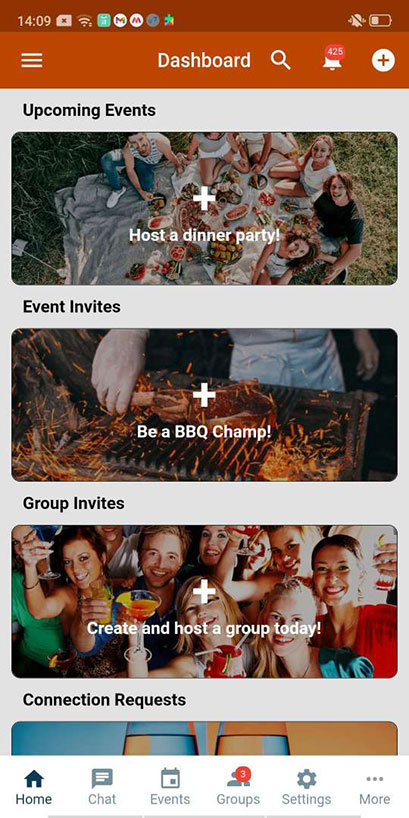 14:09
Dashboard
425
Upcoming Events
Host a dinner party!
Event Invites
Be a BBQ Champ!
Group Invites
Create and host a group today!
Connection Requests
3
Home
Chat
Events
Groups
Settings
More